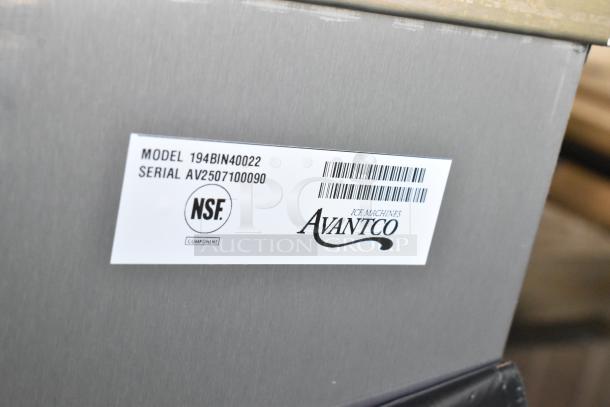 MODEL 194BIN40022
SERIAL AV2507100090
NSF.
COMPONENT
ICE MACHINES
AVANTCO
PCI
AUCTION GROUP